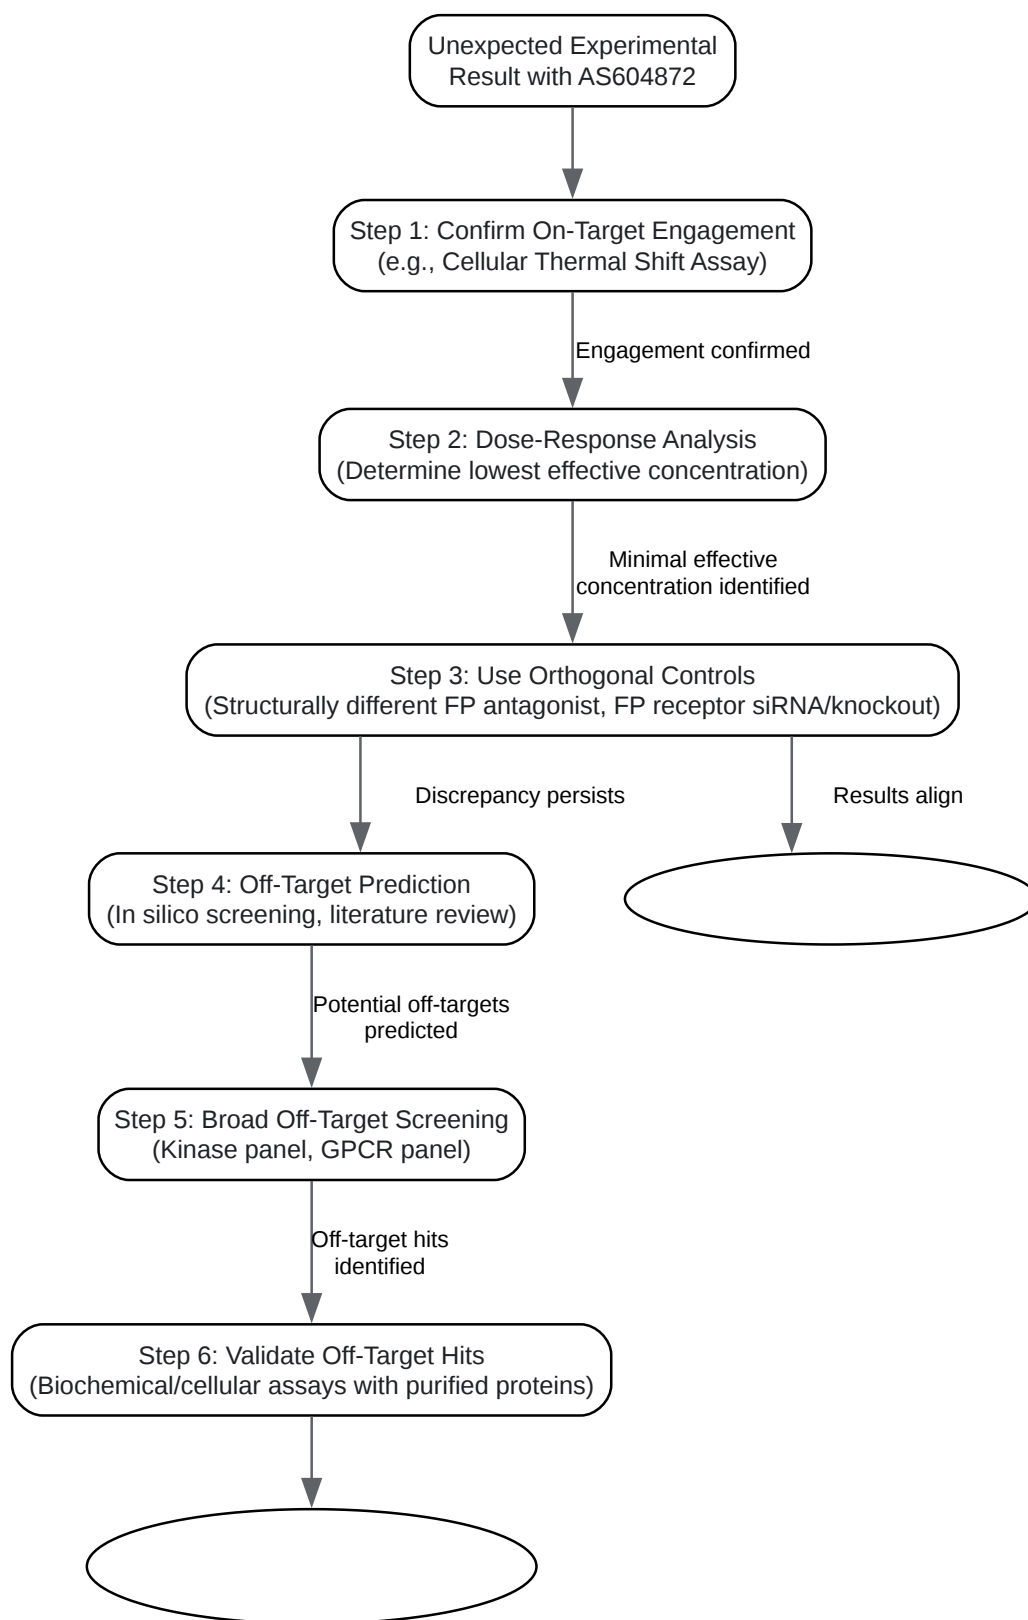 Unexpected Experimental
Result with AS604872
Step 1: Confirm On-Target Engagement
(e.g., Cellular Thermal Shift Assay)
Engagement confirmed
Step 2: Dose-Response Analysis
(Determine lowest effective concentration)
Minimal effective
concentration identified
Step 3: Use Orthogonal Controls
(Structurally different FP antagonist, FP receptor siRNA/knockout)
Discrepancy persists
Results align
Step 4: Off-Target Prediction
(In silico screening, literature review)
Potential off-targets
predicted
Step 5: Broad Off-Target Screening
(Kinase panel, GPCR panel)
Off-target hits
identified
Step 6: Validate Off-Target Hits
(Biochemical/cellular assays with purified proteins)